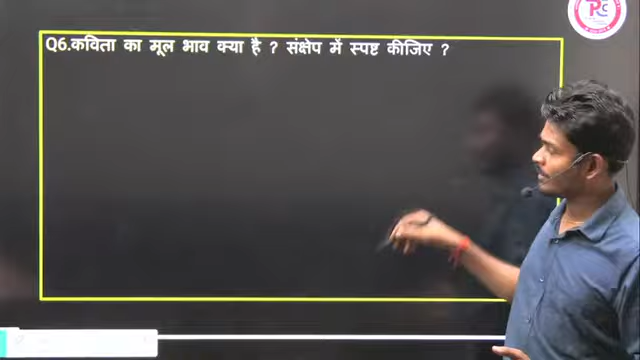 Q6.कविता का मूल भाव क्या है ? संक्षेप में स्पष्ट कीजिए ?